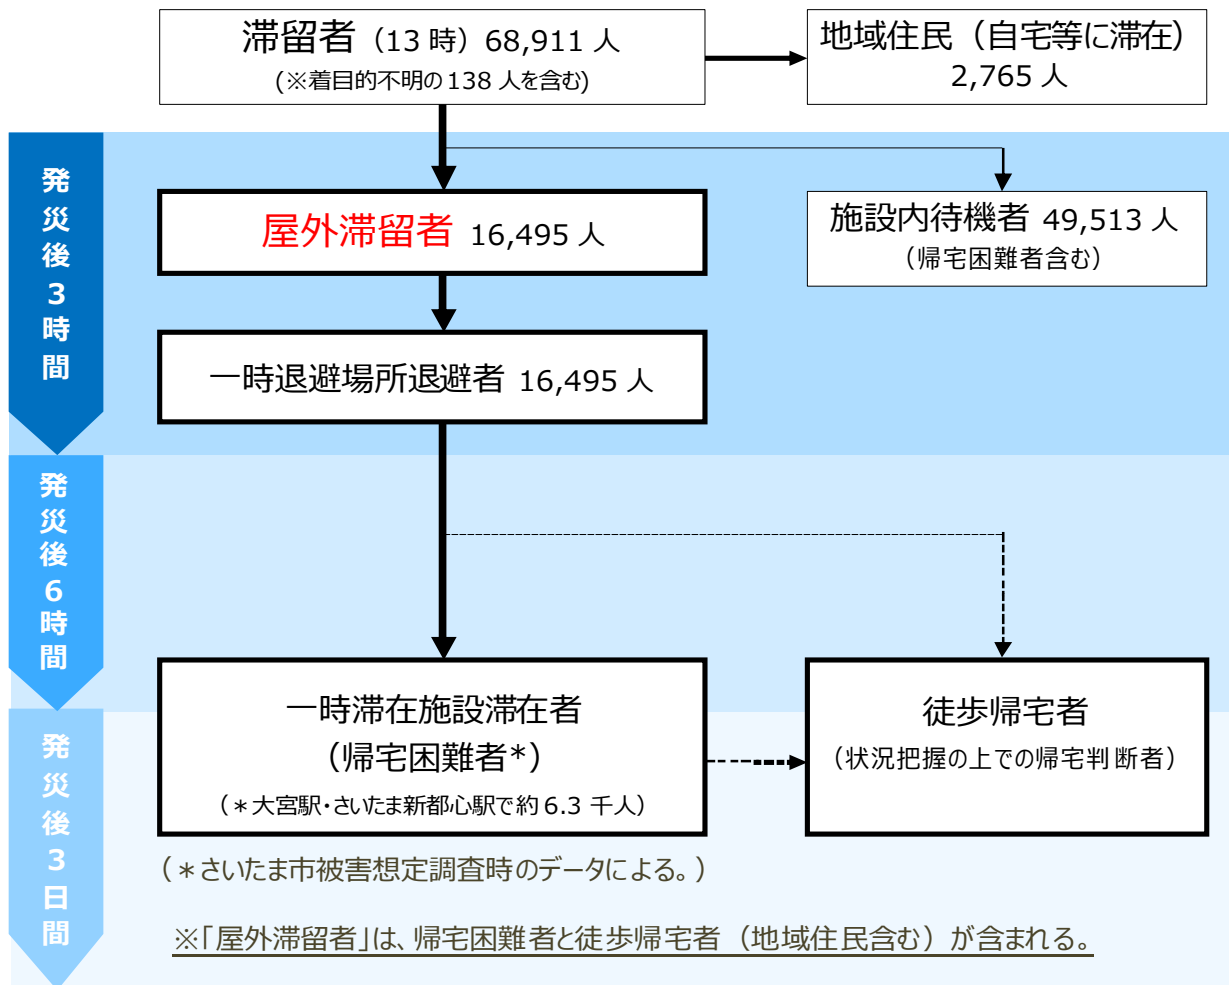 滞留者（13 時）68,911 人
(※着目的不明の 138 人を含む)
地域住民（自宅等に滞在）
2,765 人
発災後3時間
屋外滞留者 16,495 人
施設内待機者 49,513 人
（帰宅困難者含む）
一時退避場所退避者 16,495 人
発災後6時間
一時滞在施設滞在者
（帰宅困難者*）
（＊大宮駅・さいたま新都心駅で約 6.3 千人）
徒歩帰宅者
（状況把握の上での帰宅判断者）
発災後3日間
（＊さいたま市被害想定調査時のデータによる。）
※「屋外滞留者」は、帰宅困難者と徒歩帰宅者（地域住民含む）が含まれる。